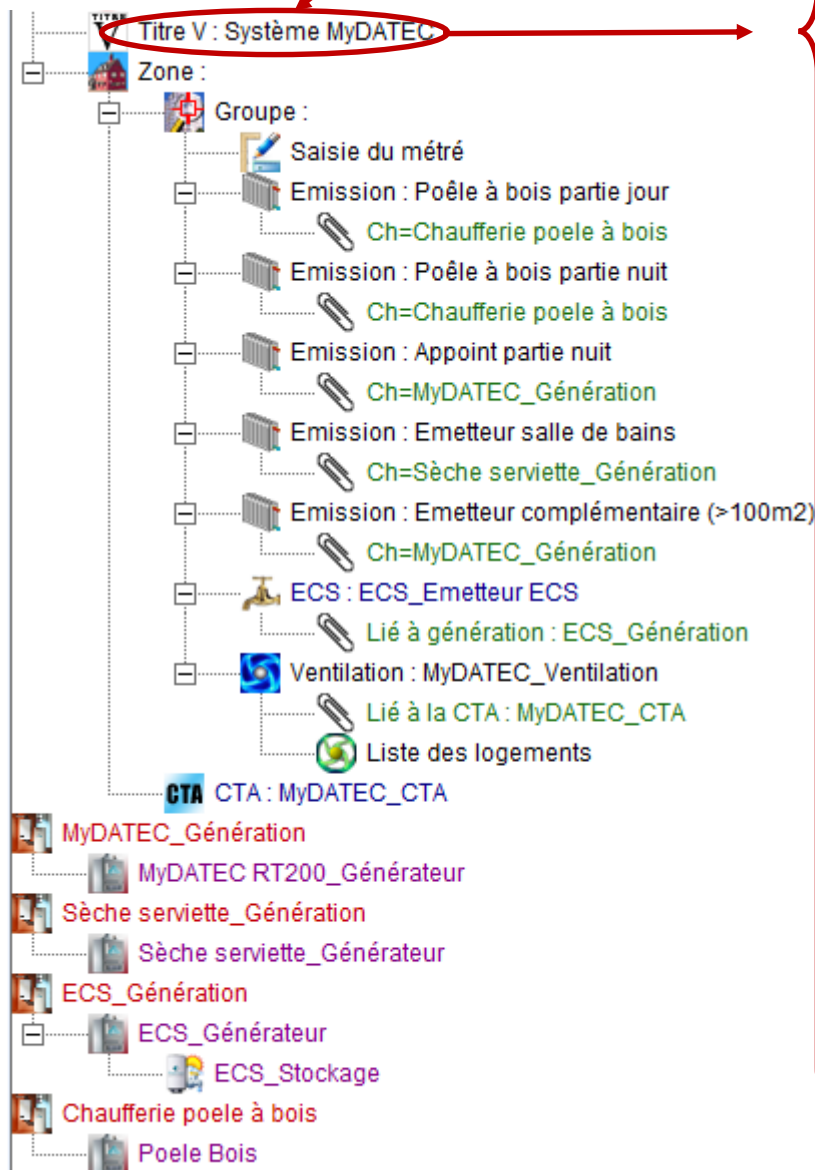 TITRE
V Titre V : Système MyDATEC
Zone :
Groupe :
Saisie du métré
Emission : Poêle à bois partie jour
Ch=Chaufferie poele à bois
Emission : Poêle à bois partie nuit
Ch=Chaufferie poele à bois
Emission : Appoint partie nuit
Ch=MyDATEC_Génération
Emission : Emetteur salle de bains
Ch=Sèche serviette_Génération
Emission : Emetteur complémentaire (>100m2)
Ch=MyDATEC_Génération
ECS : ECS_Emetteur ECS
Lié à génération : ECS_Génération
Ventilation : MyDATEC_Ventilation
Lié à la CTA : MyDATEC_CTA
Liste des logements
CTA CTA : MyDATEC_CTA
MyDATEC_Génération
MyDATEC RT200_Générateur
Sèche serviette_Génération
Sèche serviette_Générateur
ECS_Génération
ECS_Générateur
ECS_Stockage
Chaufferie poele à bois
Poele Bois